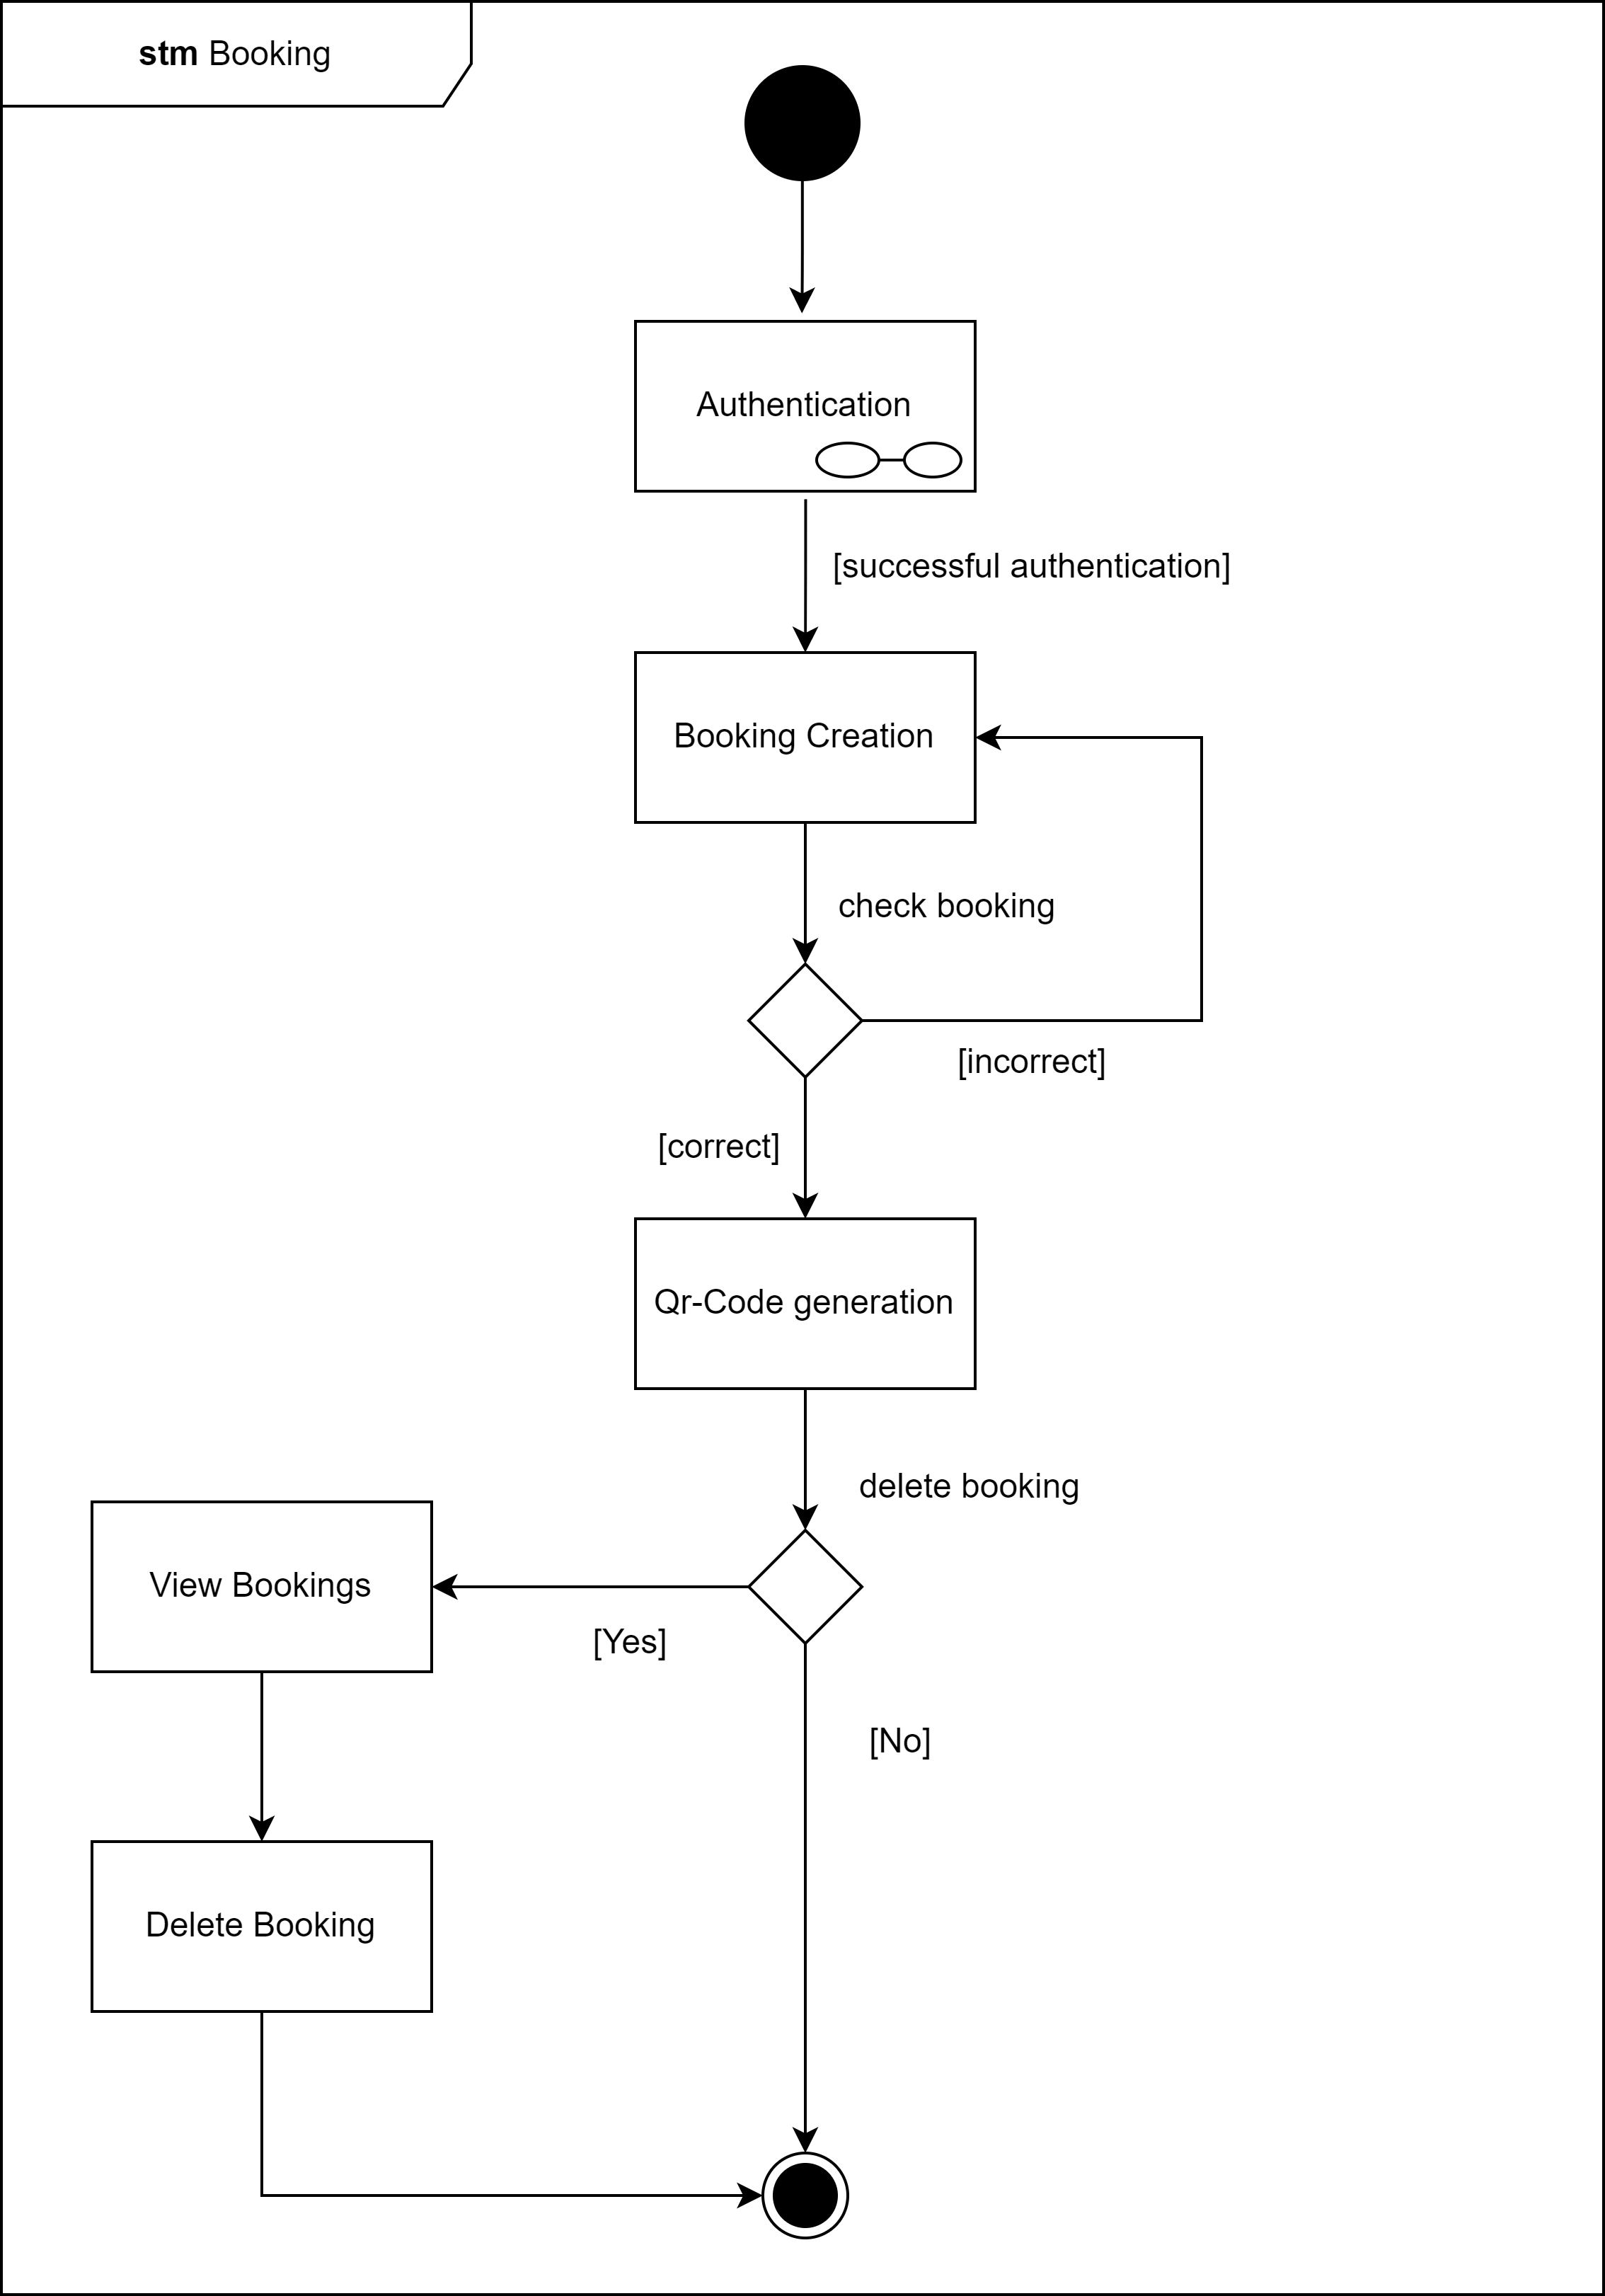 stm Booking
Authentication
[successful authentication]
Booking Creation
check booking
[incorrect]
[correct]
Qr-Code generation
delete booking
View Bookings
[Yes]
[No]
Delete Booking